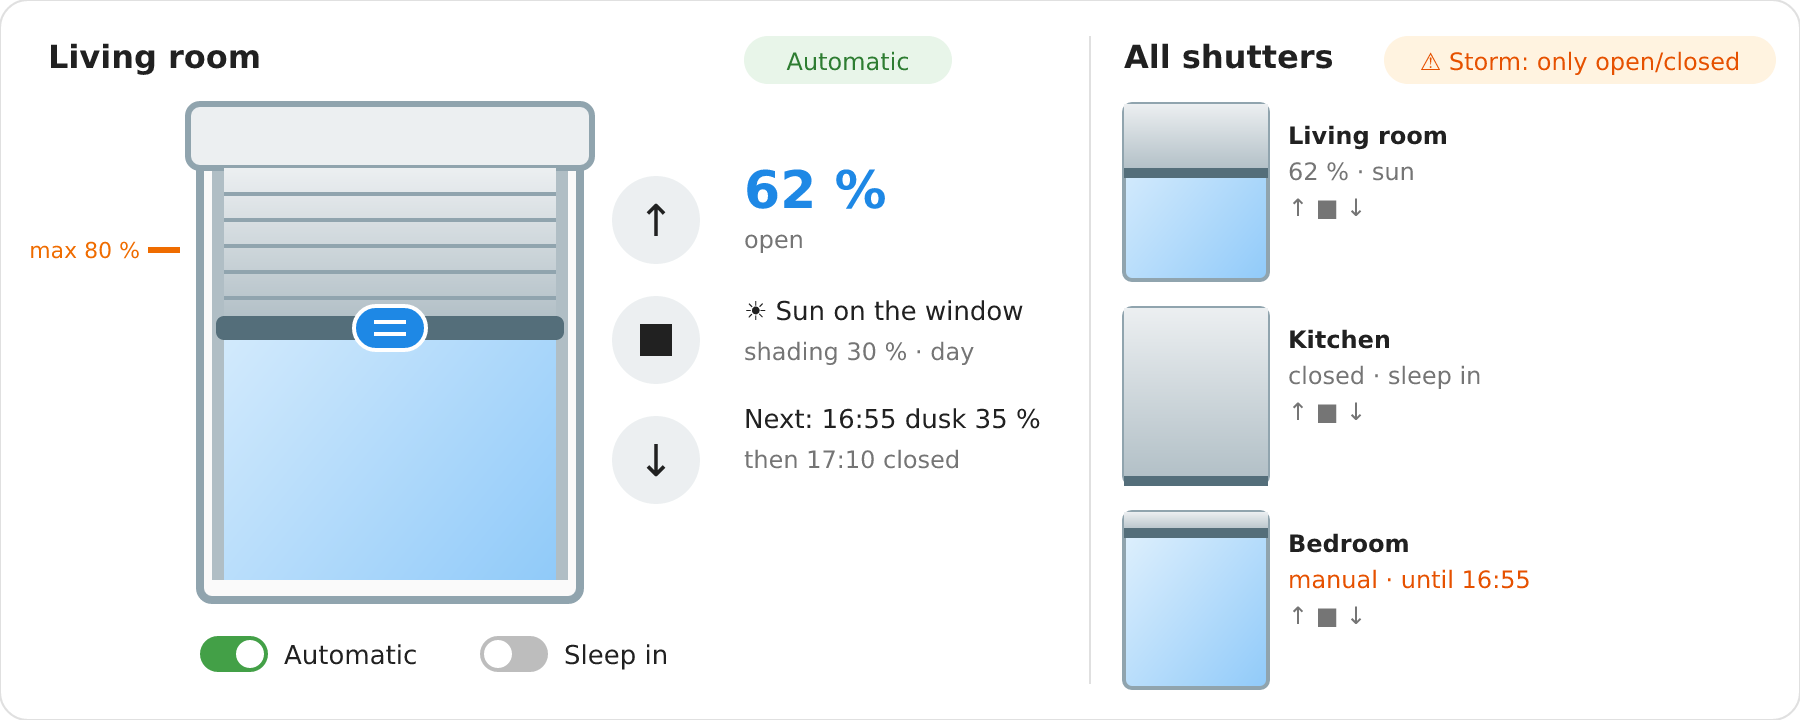 Living room
Automatic
max 80 %
↑
■
↓
62 %
open
☀ Sun on the window
shading 30 % · day
Next: 16:55 dusk 35 %
then 17:10 closed
Automatic
Sleep in
All shutters
⚠ Storm: only open/closed
Living room
62 % · sun
↑ ■ ↓
Kitchen
closed · sleep in
↑ ■ ↓
Bedroom
manual · until 16:55
↑ ■ ↓